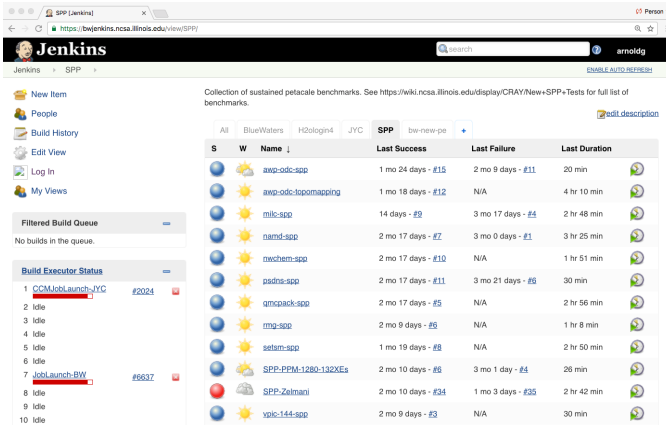 SPP [Jenkins]
Person
https://bwjenkins.ncsa.illinois.edu/view/SPP/
Jenkins
search
arnoldg
Jenkins SPP
ENABLE AUTO REFRESH
New Item
People
Build History
Edit View
Log In
My Views
Filtered Build Queue
No builds in the queue.
Build Executor Status
1 CCMJobLaunch-JYC #2024
2 Idle
3 Idle
4 Idle
5 Idle
6 Idle
7 JobLaunch-BW #6637
8 Idle
9 Idle
10 Idle
Collection of sustained petacale benchmarks. See https://wiki.ncsa.illinois.edu/display/CRAY/New+SPP+Tests for full list of
benchmarks.
edit description
All BlueWaters H2ologin4 JYC SPP bw-new-pe +
S W Name ↓ Last Success Last Failure Last Duration
awp-odc-spp 1 mo 24 days - #15 2 mo 9 days - #11 20 min
awp-odc-topomapping 1 mo 18 days - #12 N/A 4 hr 10 min
milc-spp 14 days - #9 3 mo 17 days - #4 2 hr 48 min
namd-spp 2 mo 17 days - #7 3 mo 0 days - #1 3 hr 25 min
nwchem-spp 2 mo 17 days - #10 N/A 1 hr 51 min
psdns-spp 2 mo 17 days - #11 3 mo 21 days - #6 30 min
qmcpack-spp 2 mo 17 days - #5 N/A 2 hr 56 min
rmg-spp 2 mo 9 days - #6 N/A 1 hr 8 min
setsm-spp 1 mo 19 days - #8 N/A 2 hr 50 min
SPP-PPM-1280-132XEs 2 mo 10 days - #6 3 mo 1 day - #4 26 min
SPP-Zelmani 2 mo 10 days - #34 1 mo 3 days - #35 2 hr 42 min
vpic-144-spp 2 mo 9 days - #3 N/A 30 min